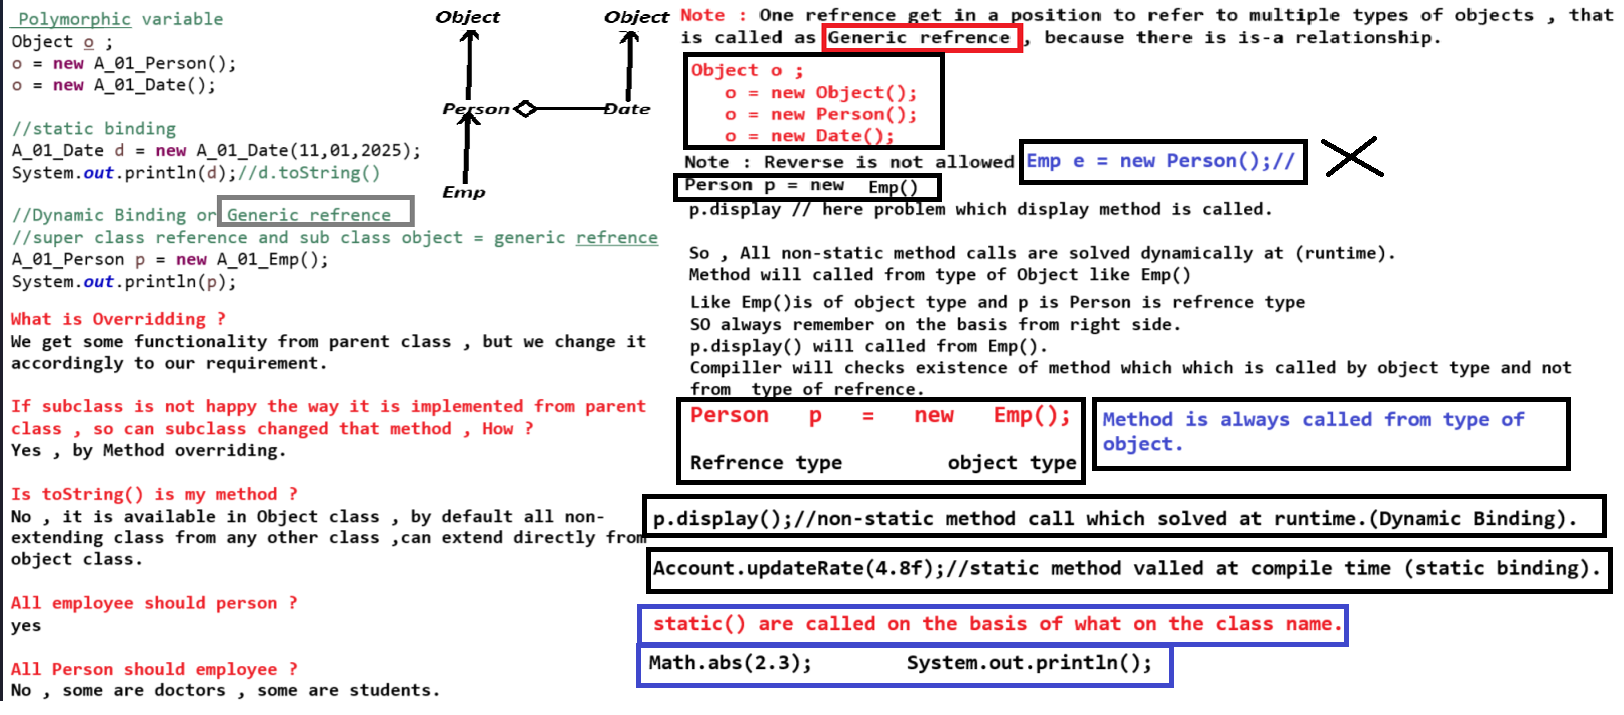 Polymorphic variable
Object o ;
o = new A_01_Person();
o = new A_01_Date();
//static binding
A_01_Date d = new A_01_Date(11,01,2025);
System.out.println(d);//d.toString()
//Dynamic Binding or Generic refrence
//super class reference and sub class object = generic refrence
A_01_Person p = new A_01_Emp();
System.out.println(p);
What is Overridding ?
We get some functionality from parent class , but we change it
accordingly to our requirement.
If subclass is not happy the way it is implemented from parent
class , so can subclass changed that method , How ?
Yes , by Method overriding.
Is toString() is my method ?
No , it is available in Object class , by default all non-
extending class from any other class ,can extend directly from
object class.
All employee should person ?
yes
All Person should employee ?
No , some are doctors , some are students.
Object
Object
Person
Date
Emp
Note : One refrence get in a position to refer to multiple types of objects , that
is called as Generic refrence , because there is is-a relationship.
Object o ;
o = new Object();
o = new Person();
o = new Date();
Note : Reverse is not allowed Emp e = new Person();//
Person p = new Emp()
p.display // here problem which display method is called.
So , All non-static method calls are solved dynamically at (runtime).
Method will called from type of Object like Emp()
Like Emp()is of object type and p is Person is refrence type
SO always remember on the basis from right side.
p.display() will called from Emp().
Compiller will checks existence of method which which is called by object type and not
from type of refrence.
Person p = new Emp();
Refrence type object type
Method is always called from type of
object.
p.display();//non-static method call which solved at runtime.(Dynamic Binding).
Account.updateRate(4.8f);//static method valled at compile time (static binding).
static() are called on the basis of what on the class name.
Math.abs(2.3); System.out.println();